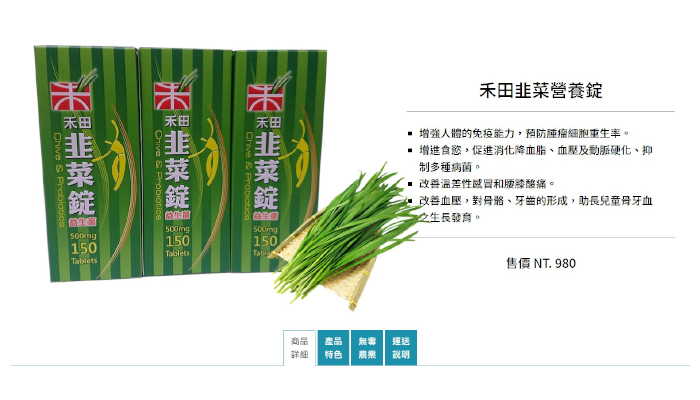 禾田
韭菜錠
Chive & Probiotics
益生菌
500mg
150
Tablets
禾田
韭菜錠
Chive & Probiotics
益生菌
500mg
150
Tablets
禾田
韭菜錠
Chive & Probiotics
益生菌
500mg
150
禾田韭菜營養錠
增強人體的免疫能力，預防腫瘤細胞重生率。
增進食慾，促進消化降血脂、血壓及動脈硬化、抑
制多種病菌。
改善溫差性感冒和腰膝酸痛。
改善血壓，對骨骼、牙齒的形成，助長兒童骨牙血
之生長發育。
售價 NT. 980
商品
詳細
產品
特色
無毒
農業
運送
說明